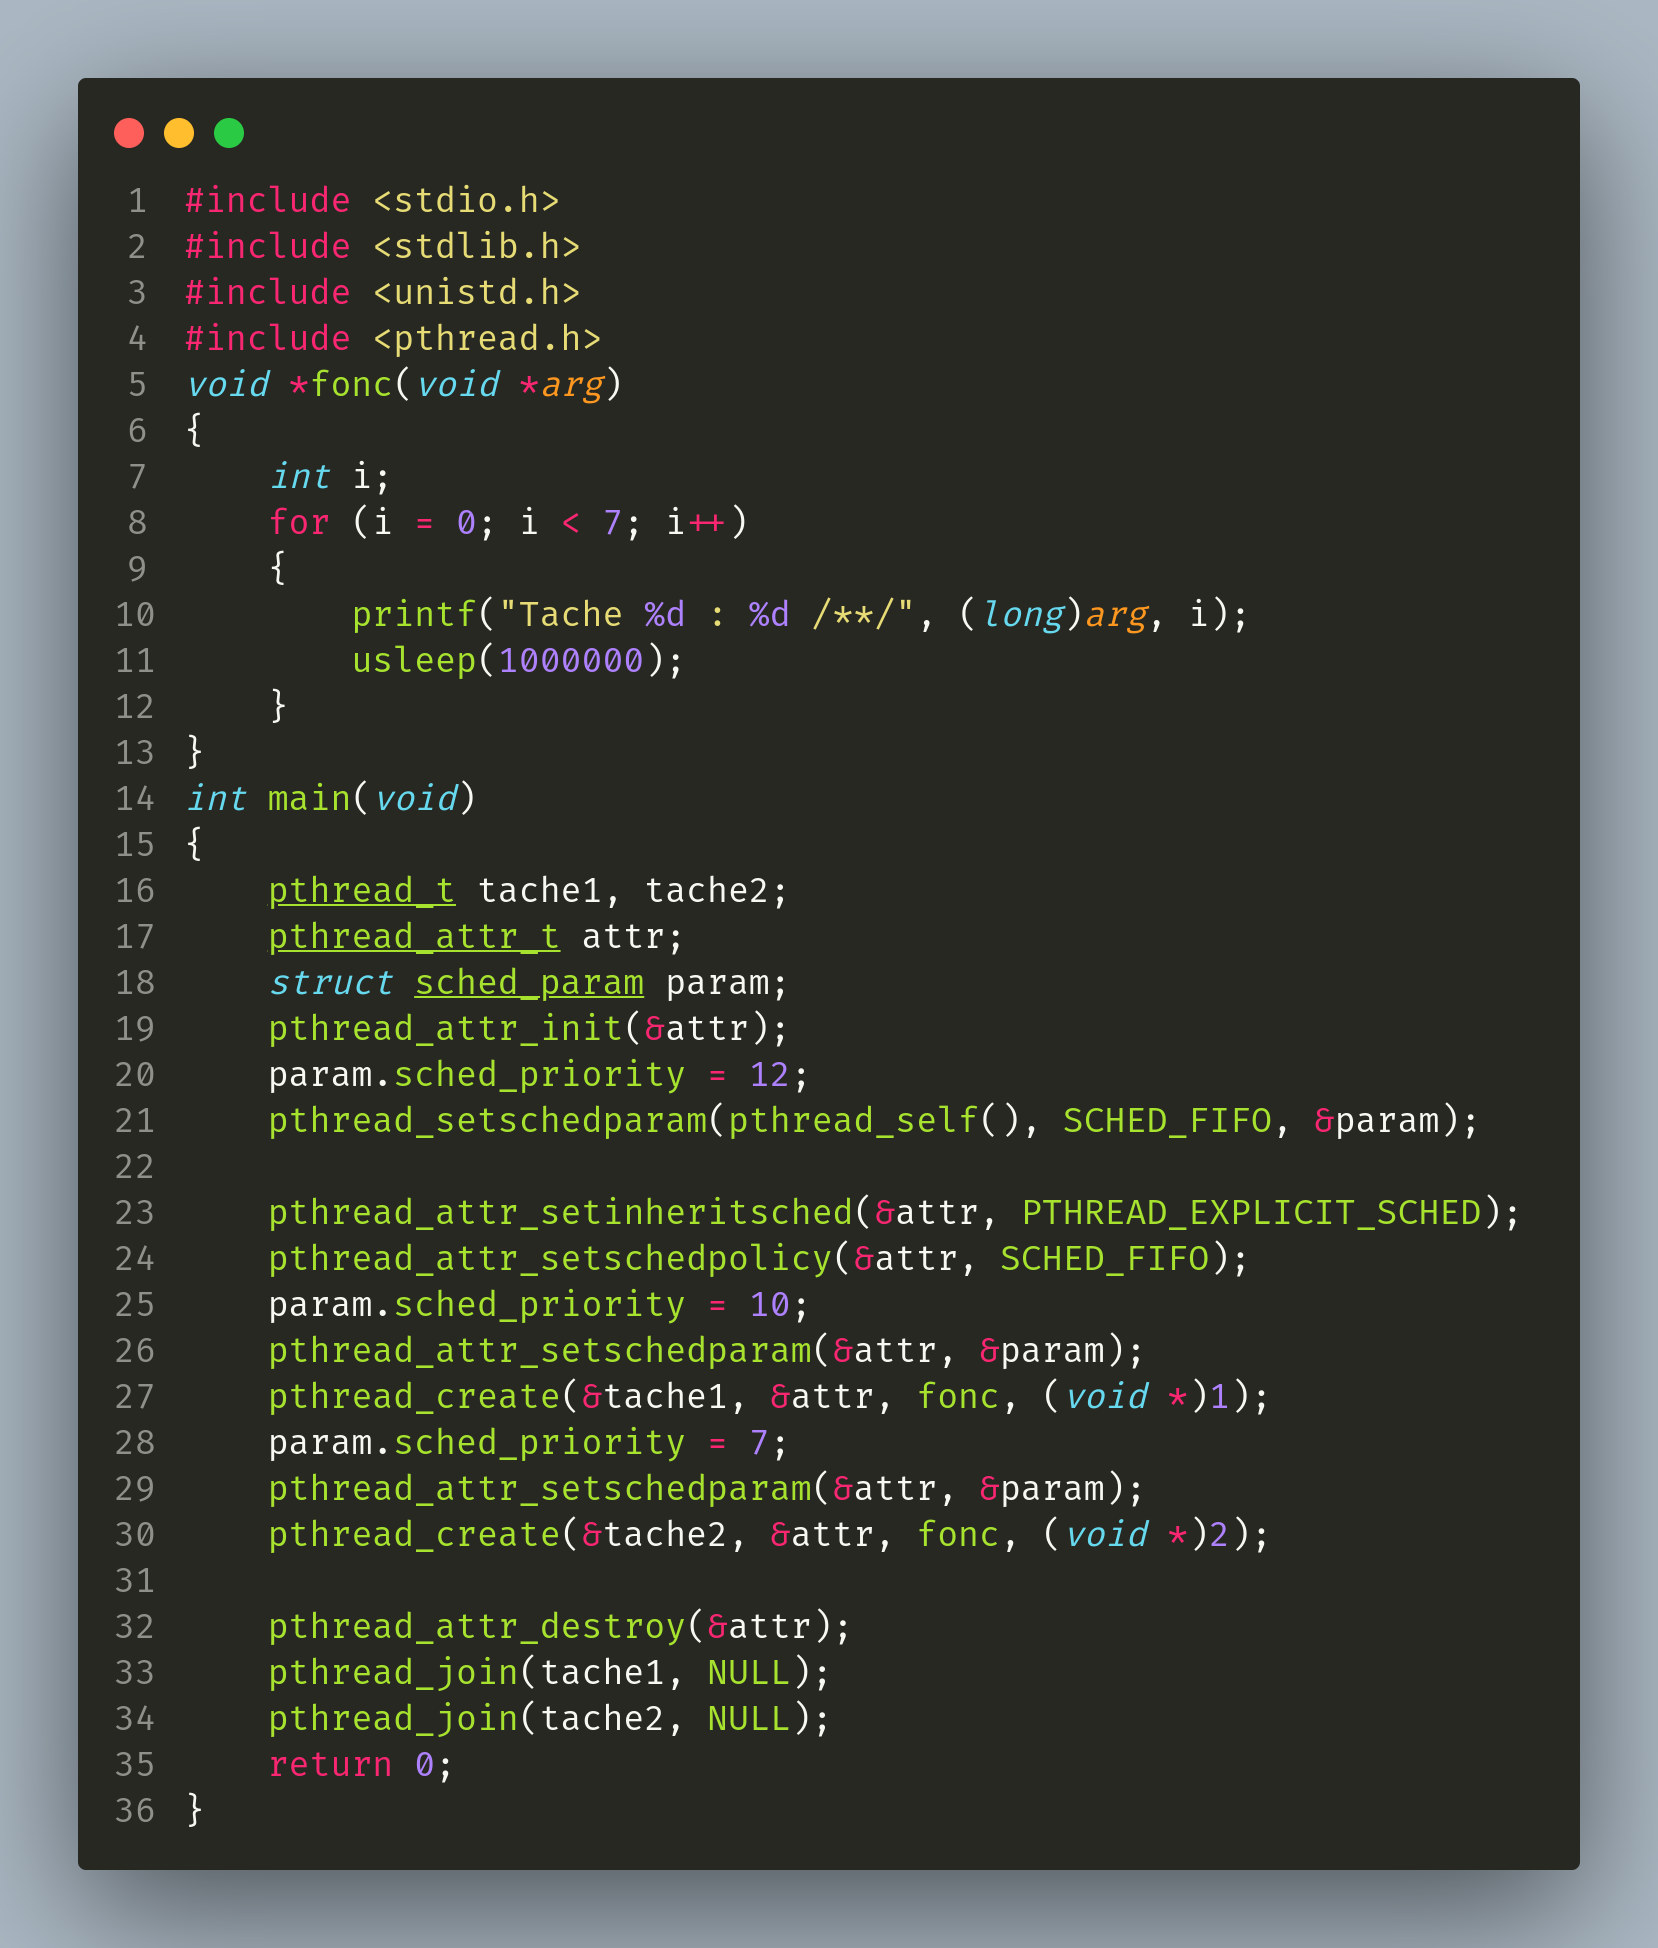 1 #include <stdio.h>
2 #include <stdlib.h>
3 #include <unistd.h>
4 #include <pthread.h>
5 void *fonc(void *arg)
6 {
7     int i;
8     for (i = 0; i < 7; i++)
9     {
10         printf("Tache %d : %d /**/", (long)arg, i);
11         usleep(1000000);
12     }
13 }
14 int main(void)
15 {
16     pthread_t tache1, tache2;
17     pthread_attr_t attr;
18     struct sched_param param;
19     pthread_attr_init(&attr);
20     param.sched_priority = 12;
21     pthread_setschedparam(pthread_self(), SCHED_FIFO, &param);
22
23     pthread_attr_setinheritsched(&attr, PTHREAD_EXPLICIT_SCHED);
24     pthread_attr_setschedpolicy(&attr, SCHED_FIFO);
25     param.sched_priority = 10;
26     pthread_attr_setschedparam(&attr, &param);
27     pthread_create(&tache1, &attr, fonc, (void *)1);
28     param.sched_priority = 7;
29     pthread_attr_setschedparam(&attr, &param);
30     pthread_create(&tache2, &attr, fonc, (void *)2);
31
32     pthread_attr_destroy(&attr);
33     pthread_join(tache1, NULL);
34     pthread_join(tache2, NULL);
35     return 0;
36 }